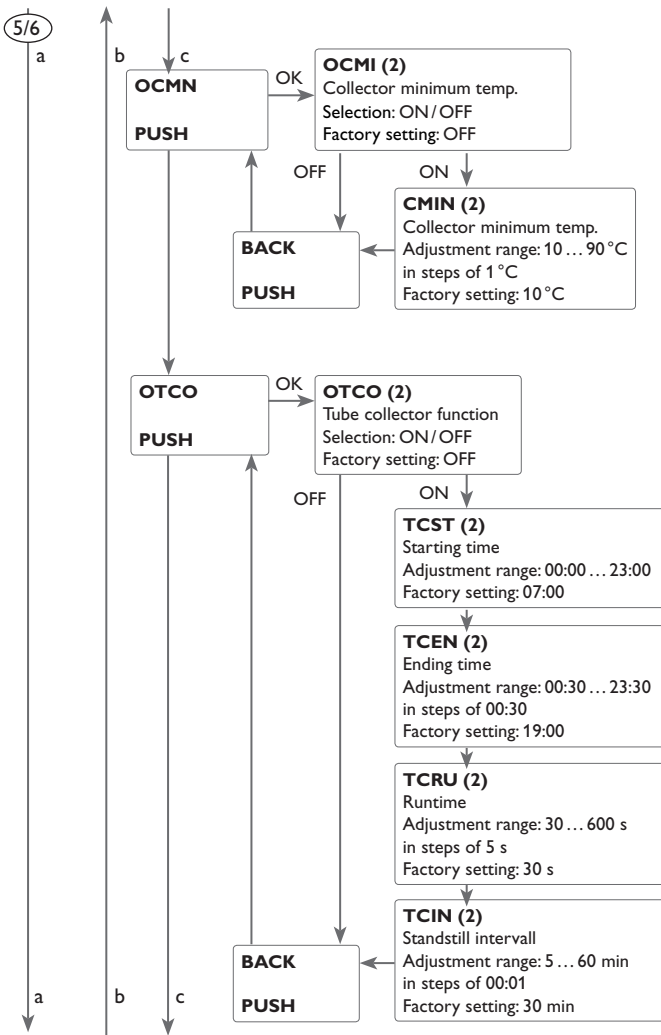 5/6
a
b
c
OCMN
PUSH
OK
OCMI (2)
Collector minimum temp.
Selection: ON / OFF
Factory setting: OFF
OFF
ON
CMIN (2)
Collector minimum temp.
Adjustment range: 10 … 90 °C
in steps of 1 °C
Factory setting: 10 °C
BACK
PUSH
OTCO
PUSH
OK
OTCO (2)
Tube collector function
Selection: ON / OFF
Factory setting: OFF
OFF
ON
TCST (2)
Starting time
Adjustment range: 00:00 … 23:00
Factory setting: 07:00
TCEN (2)
Ending time
Adjustment range: 00:30 … 23:30
in steps of 00:30
Factory setting: 19:00
TCRU (2)
Runtime
Adjustment range: 30 … 600 s
in steps of 5 s
Factory setting: 30 s
TCIN (2)
Standstill intervall
Adjustment range: 5 … 60 min
in steps of 00:01
Factory setting: 30 min
BACK
PUSH
a
b
c